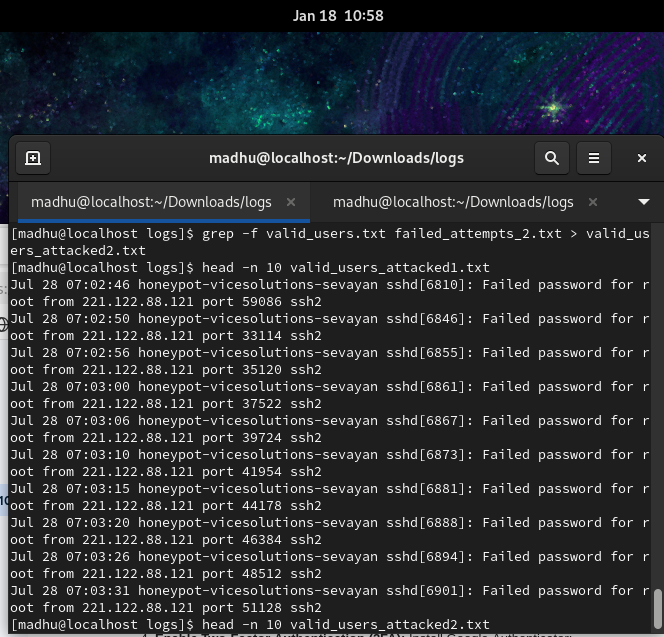 Jan 18 10:58
madhu@localhost:~/Downloads/logs
madhu@localhost:~/Downloads/logs
madhu@localhost:~/Downloads/logs
[madhu@localhost logs]$ grep -f valid_users.txt failed_attempts_2.txt > valid_us
ers_attacked2.txt
[madhu@localhost logs]$ head -n 10 valid_users_attacked1.txt
Jul 28 07:02:46 honeypot-vicesolutions-sevayan sshd[6810]: Failed password for r
oot from 221.122.88.121 port 59086 ssh2
Jul 28 07:02:50 honeypot-vicesolutions-sevayan sshd[6846]: Failed password for r
oot from 221.122.88.121 port 33114 ssh2
Jul 28 07:02:56 honeypot-vicesolutions-sevayan sshd[6855]: Failed password for r
oot from 221.122.88.121 port 35120 ssh2
Jul 28 07:03:00 honeypot-vicesolutions-sevayan sshd[6861]: Failed password for r
oot from 221.122.88.121 port 37522 ssh2
Jul 28 07:03:06 honeypot-vicesolutions-sevayan sshd[6867]: Failed password for r
oot from 221.122.88.121 port 39724 ssh2
Jul 28 07:03:10 honeypot-vicesolutions-sevayan sshd[6873]: Failed password for r
oot from 221.122.88.121 port 41954 ssh2
Jul 28 07:03:15 honeypot-vicesolutions-sevayan sshd[6881]: Failed password for r
oot from 221.122.88.121 port 44178 ssh2
Jul 28 07:03:20 honeypot-vicesolutions-sevayan sshd[6888]: Failed password for r
oot from 221.122.88.121 port 46384 ssh2
Jul 28 07:03:26 honeypot-vicesolutions-sevayan sshd[6894]: Failed password for r
oot from 221.122.88.121 port 48512 ssh2
Jul 28 07:03:31 honeypot-vicesolutions-sevayan sshd[6901]: Failed password for r
oot from 221.122.88.121 port 51128 ssh2
[madhu@localhost logs]$ head -n 10 valid_users_attacked2.txt